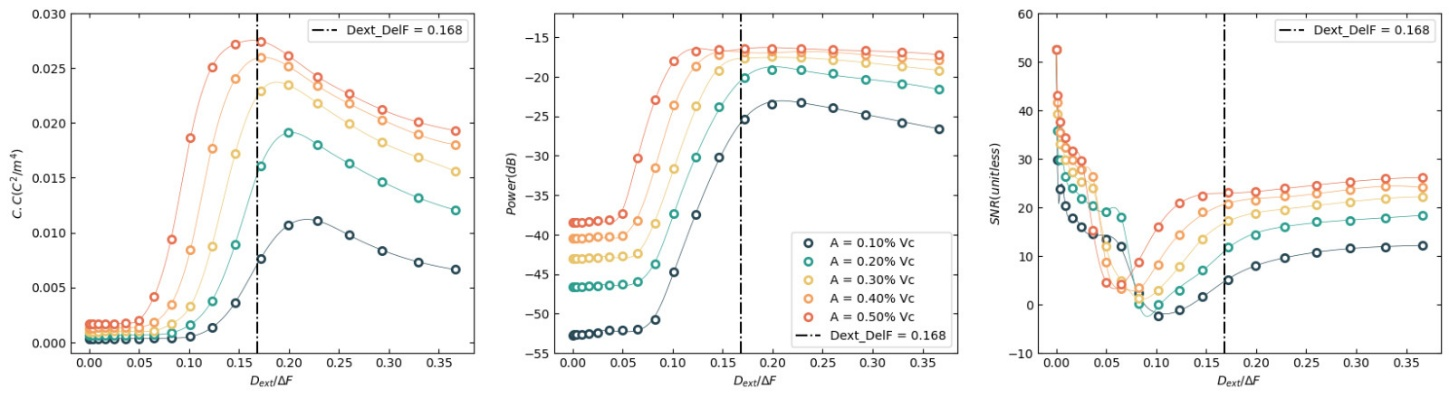 Dext_DelF = 0.168
0.030
0.025
0.020
0.015
0.010
0.005
0.000
C. C(C²/m⁴)
0.00 0.05 0.10 0.15 0.20 0.25 0.30 0.35
D_ext/ΔF
−15
−20
−25
−30
−35
−40
−45
−50
−55
Power(dB)
A = 0.10% Vc
A = 0.20% Vc
A = 0.30% Vc
A = 0.40% Vc
A = 0.50% Vc
Dext_DelF = 0.168
0.00 0.05 0.10 0.15 0.20 0.25 0.30 0.35
D_ext/ΔF
Dext_DelF = 0.168
60
50
40
30
20
10
0
−10
SNR(unitless)
0.00 0.05 0.10 0.15 0.20 0.25 0.30 0.35
D_ext/ΔF